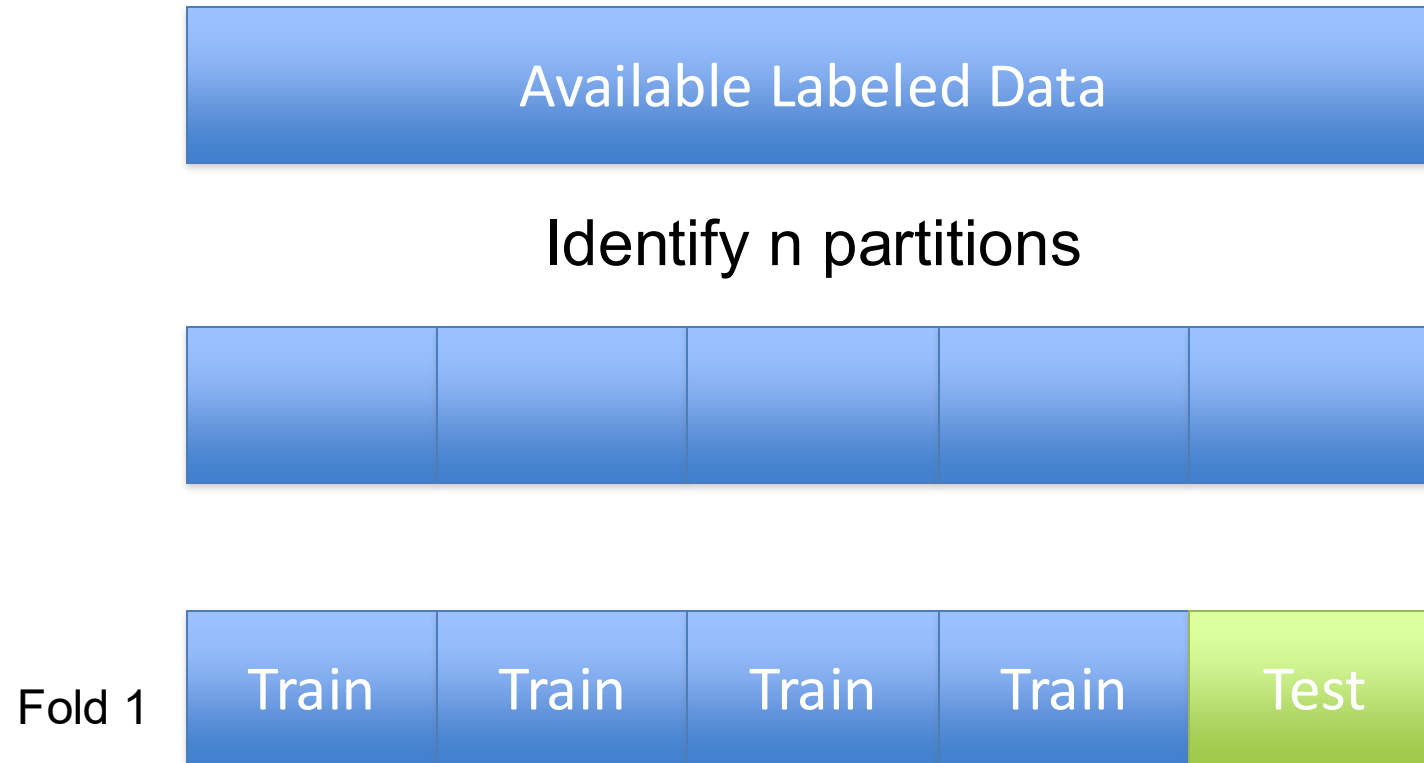 Available Labeled Data
Identify n partitions
Fold 1 Train Train Train Train Test